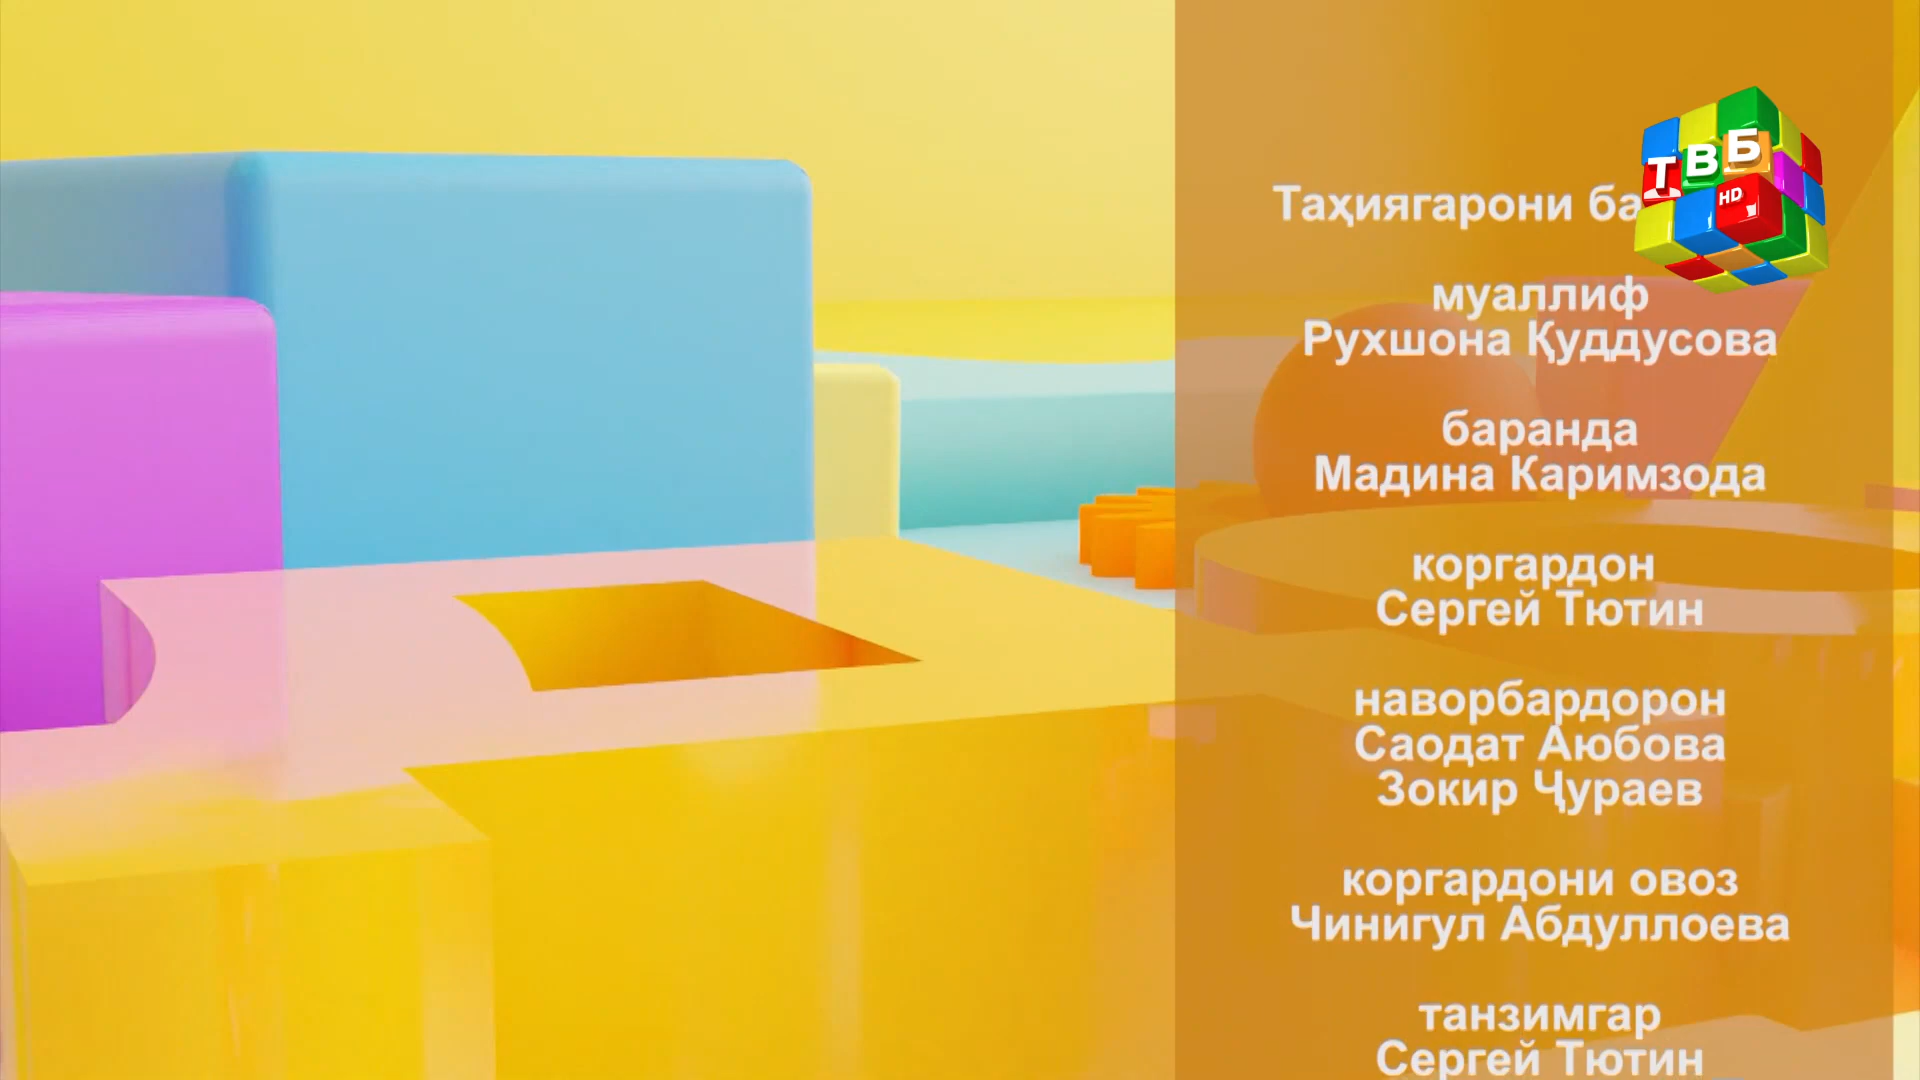 ТВБ
HD
Таҳиягарони
муаллиф
Рухшона Қуддусова
баранда
Мадина Каримзода
коргардон
Сергей Тютин
наворбардорон
Саодат Аюбова
Зокир Ҷураев
коргардони овоз
Чинигул Абдуллоева
танзимгар
Сергей Тютин